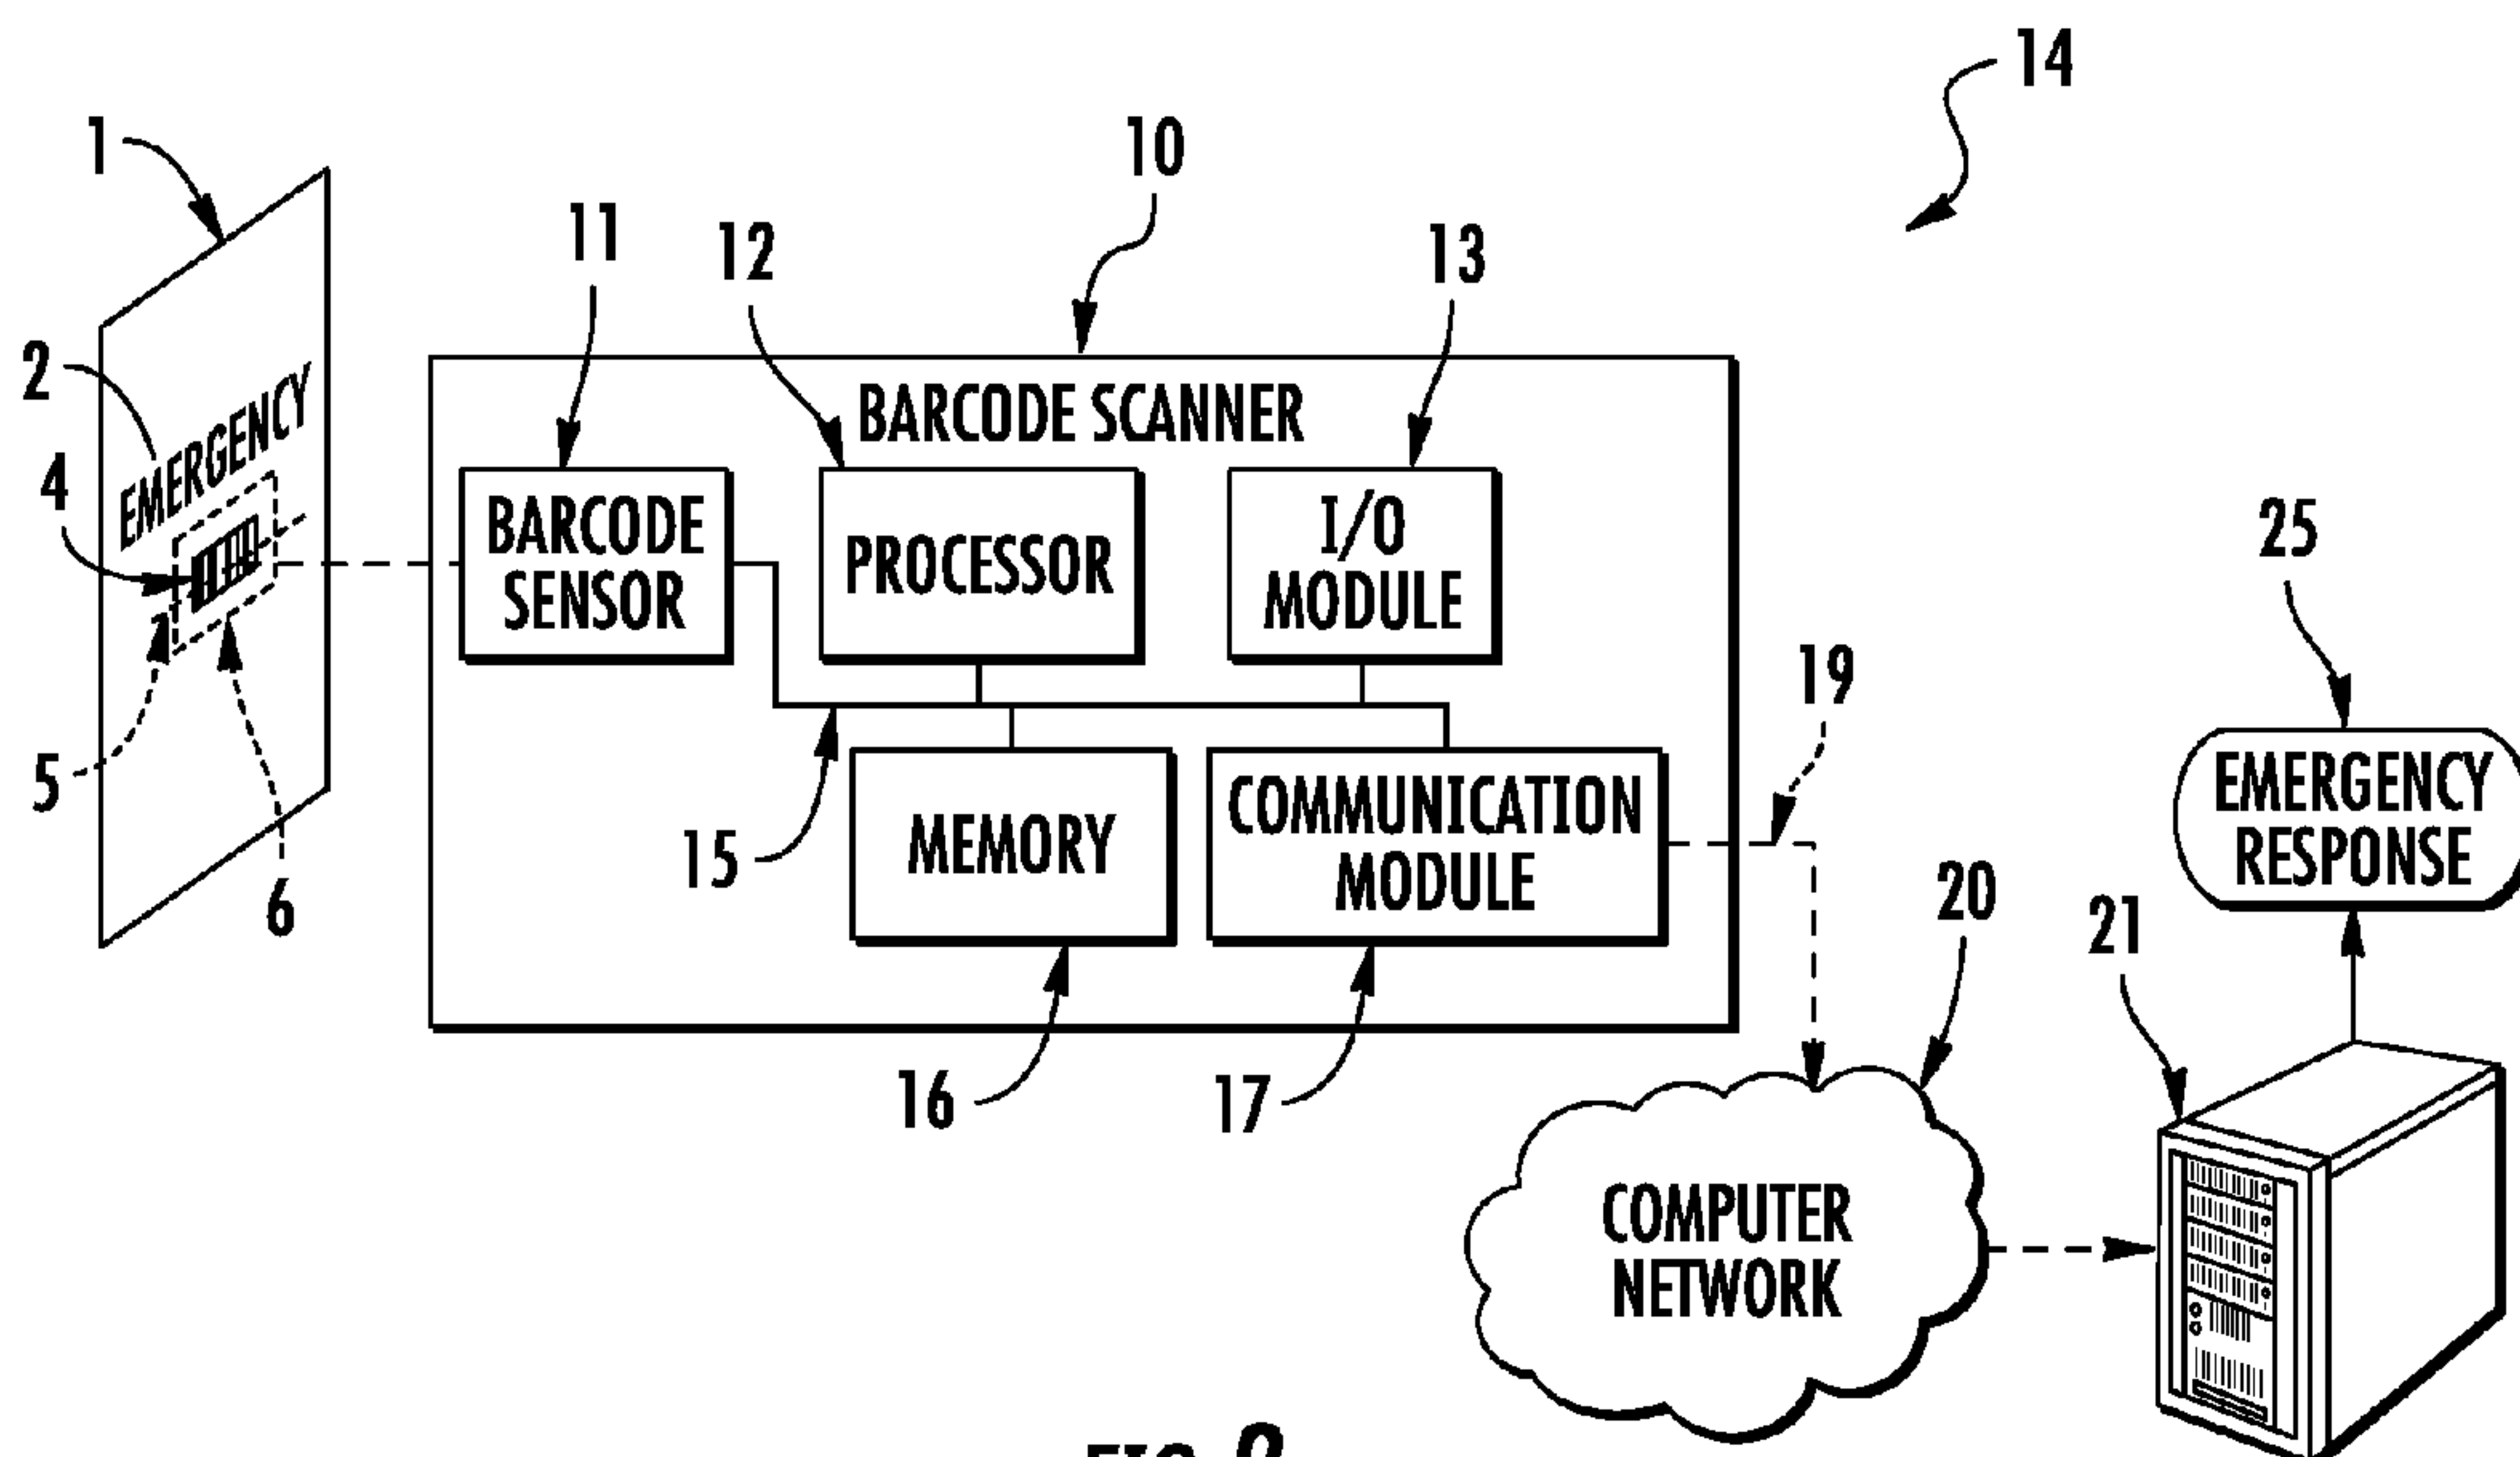 14
1
10
11
12
13
2
EMERGENCY
4
BARCODE SCANNER
BARCODE
SENSOR
PROCESSOR
I/O
MODULE
25
19
5
15
6
MEMORY
COMMUNICATION
MODULE
EMERGENCY
RESPONSE
20
21
16
17
COMPUTER
NETWORK